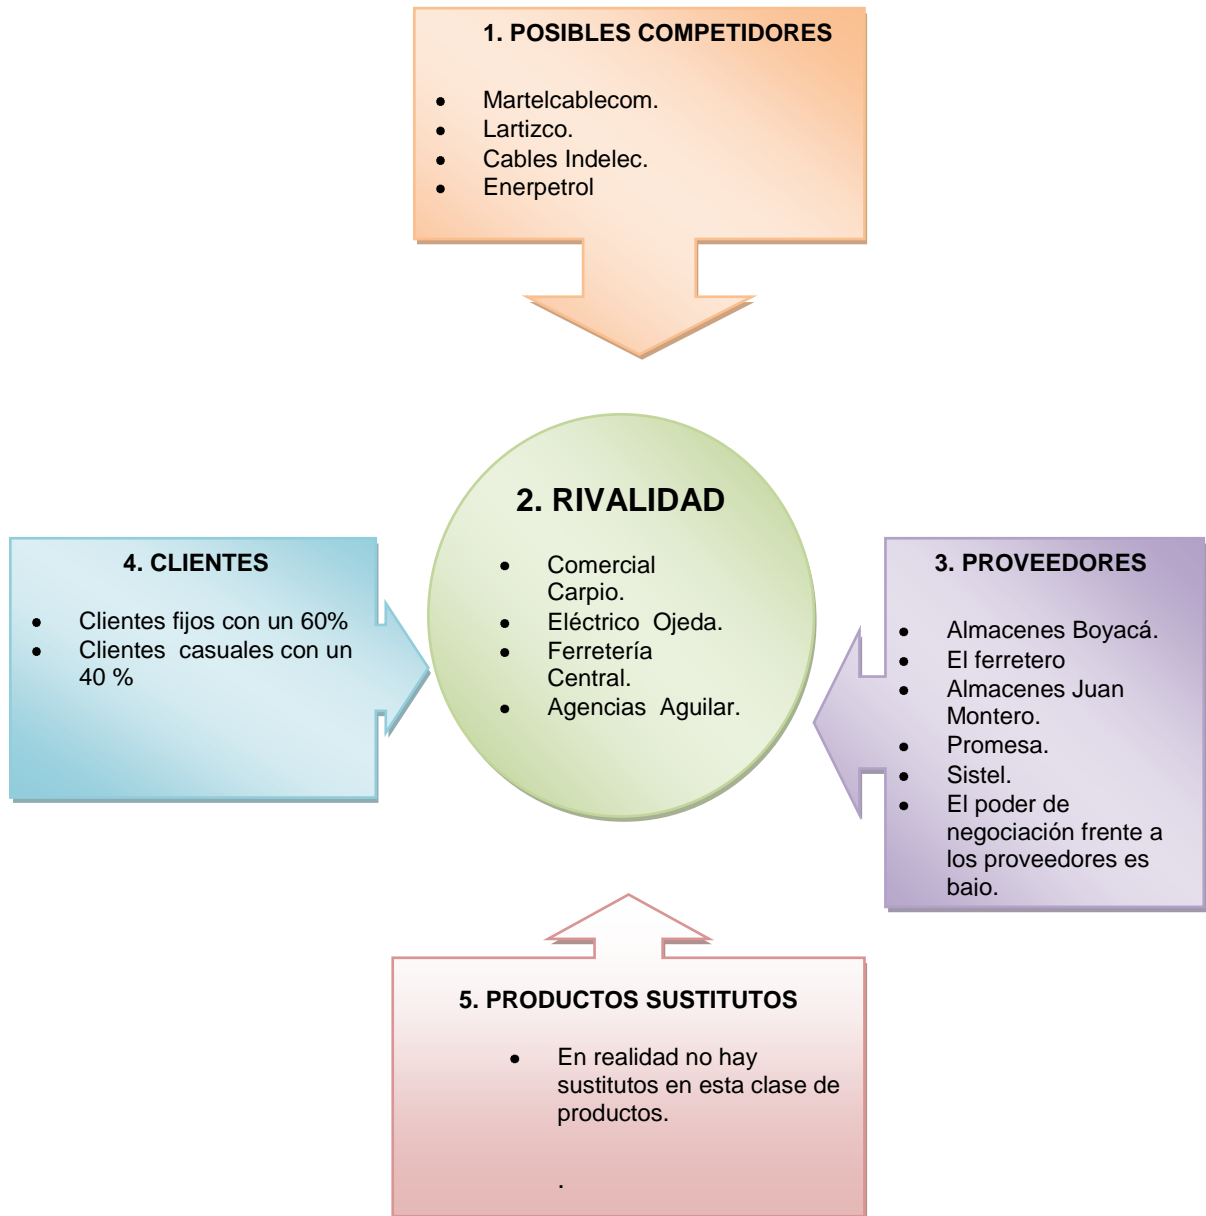 1. POSIBLES COMPETIDORES
• Martelcablecom.
• Lartizco.
• Cables Indelec.
• Enerpetrol
2. RIVALIDAD
• Comercial
Carpio.
• Eléctrico Ojeda.
• Ferretería
Central.
• Agencias Aguilar.
4. CLIENTES
• Clientes fijos con un 60%
• Clientes casuales con un
40 %
3. PROVEEDORES
• Almacenes Boyacá.
• El ferretero
• Almacenes Juan
Montero.
• Promesa.
• Sistel.
• El poder de
negociación frente a
los proveedores es
bajo.
5. PRODUCTOS SUSTITUTOS
• En realidad no hay
sustitutos en esta clase de
productos.
.